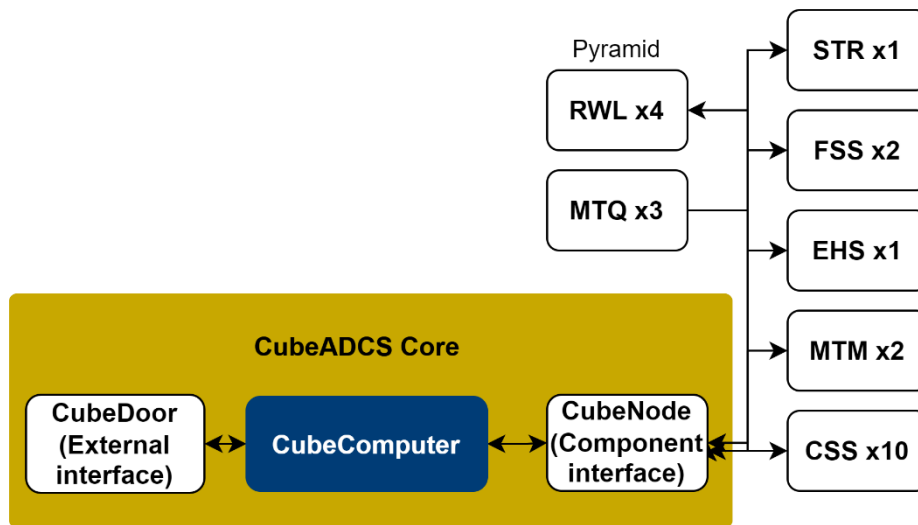 Pyramid
RWL x4
MTQ x3
STR x1
FSS x2
EHS x1
MTM x2
CSS x10
CubeADCS Core
CubeDoor
(External
interface)
CubeComputer
CubeNode
(Component
interface)